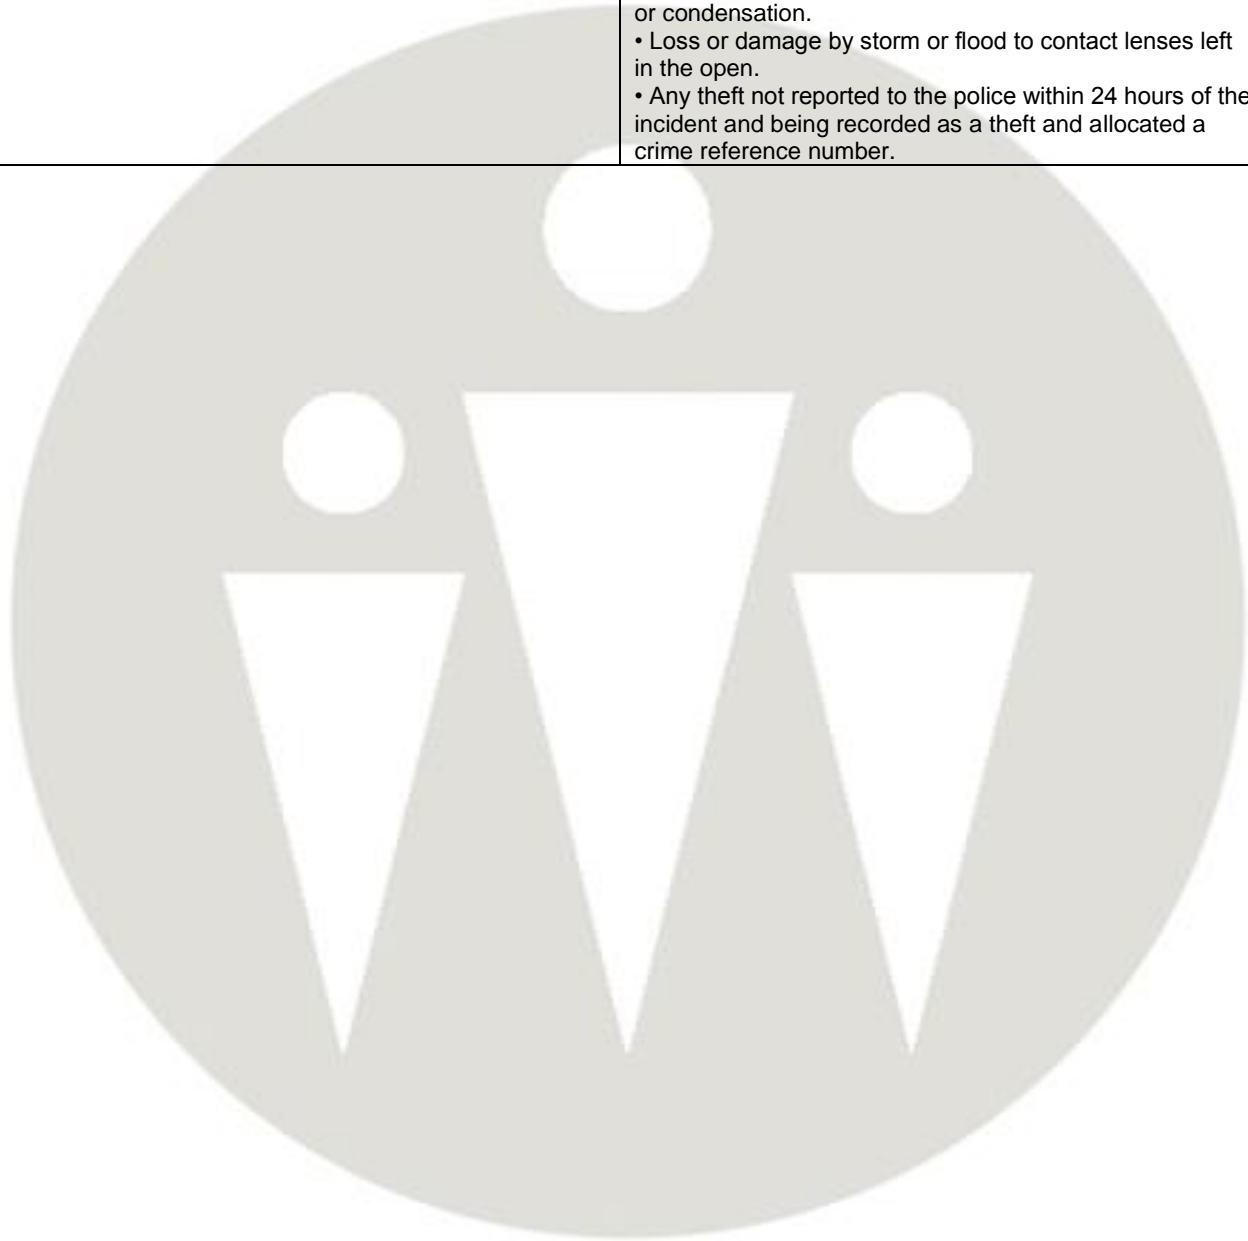 or condensation.
• Loss or damage by storm or flood to contact lenses left
in the open.
• Any theft not reported to the police within 24 hours of the
incident and being recorded as a theft and allocated a
crime reference number.